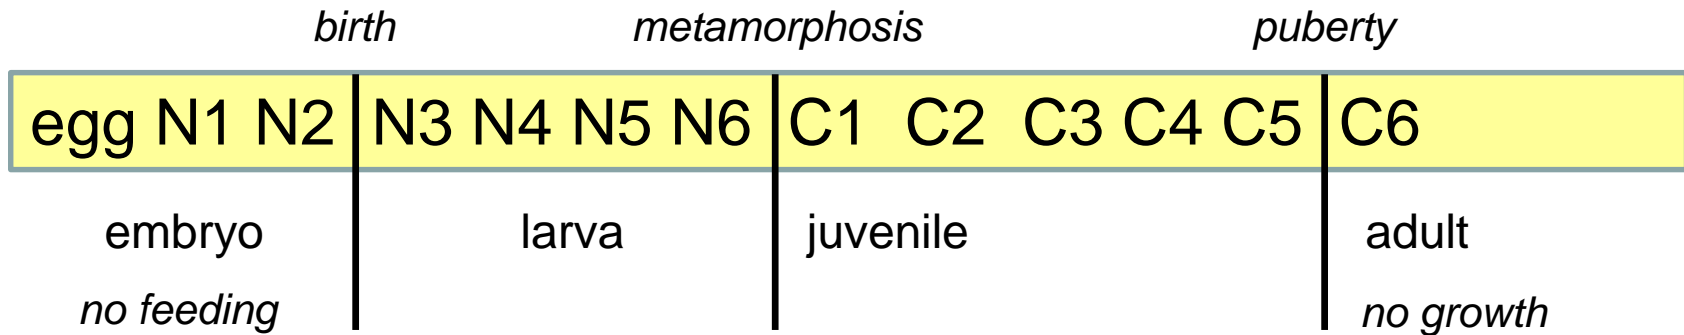 birth metamorphosis puberty
egg N1 N2 N3 N4 N5 N6 C1 C2 C3 C4 C5 C6
embryo larva juvenile adult
no feeding no growth